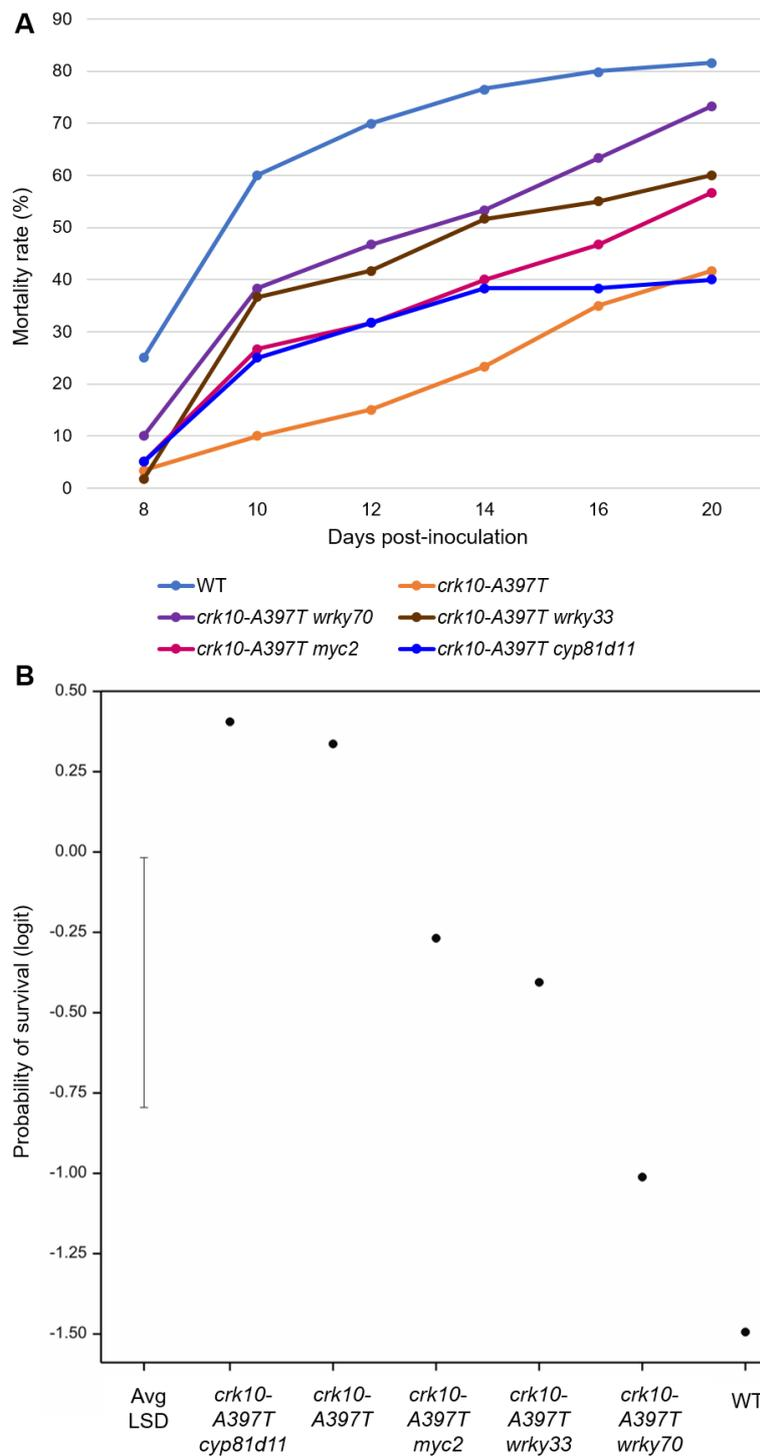 A
90
80
70
60
50
40
30
20
10
0
Mortality rate (%)
8 10 12 14 16 20
Days post-inoculation
WT crk10-A397T
crk10-A397T wrky70 crk10-A397T wrky33
crk10-A397T myc2 crk10-A397T cyp81d11
B
0.50
0.25
0.00
-0.25
-0.50
-0.75
-1.00
-1.25
-1.50
Probability of survival (logit)
Avg
LSD
crk10-
A397T
cyp81d11
crk10-
A397T
crk10-
A397T
myc2
crk10-
A397T
wrky33
crk10-
A397T
wrky70
WT